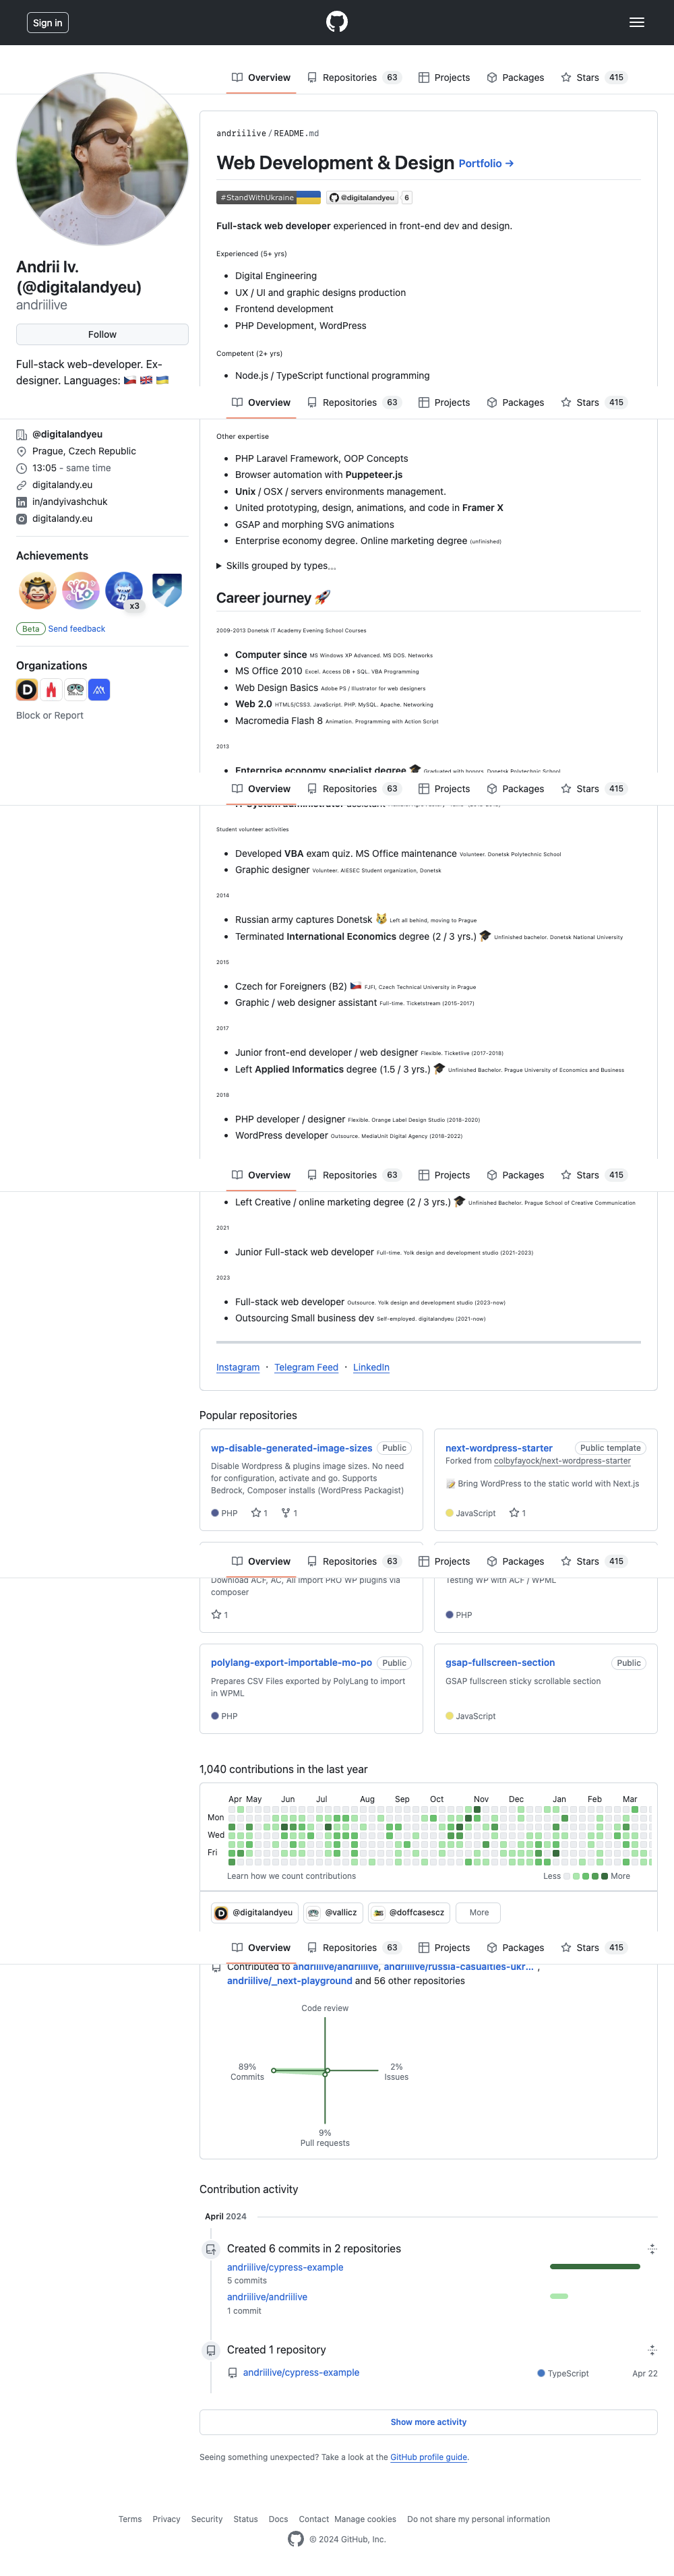 Sign in
Overview Repositories 63 Projects Packages Stars 415
andriilive / README.md
Web Development & Design Portfolio →
#StandWithUkraine @digitalandyeu 6
Full-stack web developer experienced in front-end dev and design.
Experienced (5+ yrs)
Digital Engineering
UX / UI and graphic designs production
Frontend development
PHP Development, WordPress
Competent (2+ yrs)
Node.js / TypeScript functional programming
Andrii Iv.
(@digitalandyeu)
andriilive
Follow
Full-stack web-developer. Ex-
designer. Languages: 🇨🇿 🇬🇧 🇺🇦
Overview Repositories 63 Projects Packages Stars 415
@digitalandyeu
Prague, Czech Republic
13:05 - same time
digitalandy.eu
in/andyivashchuk
digitalandy.eu
Achievements
x3
Beta Send feedback
Organizations
Block or Report
Other expertise
PHP Laravel Framework, OOP Concepts
Browser automation with Puppeteer.js
Unix / OSX / servers environments management.
United prototyping, design, animations, and code in Framer X
GSAP and morphing SVG animations
Enterprise economy degree. Online marketing degree (unfinished)
Skills grouped by types...
Career journey 🚀
2009-2013 Donetsk IT Academy Evening School Courses
Computer since MS Windows XP Advanced. MS DOS. Networks
MS Office 2010 Excel. Access DB + SQL. VBA Programming
Web Design Basics Adobe PS / Illustrator for web designers
Web 2.0 HTML5/CSS3. JavaScript. PHP. MySQL. Apache. Networking
Macromedia Flash 8 Animation. Programming with Action Script
2013
Enterprise economy specialist degree 🎓 Graduated with honors. Donetsk Polytechnic School
Overview Repositories 63 Projects Packages Stars 415
Student volunteer activities
Developed VBA exam quiz. MS Office maintenance Volunteer. Donetsk Polytechnic School
Graphic designer Volunteer. AIESEC Student organization, Donetsk
2014
Russian army captures Donetsk 😿 Left all behind, moving to Prague
Terminated International Economics degree (2 / 3 yrs.) 🎓 Unfinished bachelor. Donetsk National University
2015
Czech for Foreigners (B2) 🇨🇿 FJFI, Czech Technical University in Prague
Graphic / web designer assistant Full-time. Ticketstream (2015-2017)
2017
Junior front-end developer / web designer Flexible. Ticketlive (2017-2018)
Left Applied Informatics degree (1.5 / 3 yrs.) 🎓 Unfinished Bachelor. Prague University of Economics and Business
2018
PHP developer / designer Flexible. Orange Label Design Studio (2018-2020)
WordPress developer Outsource. MediaUnit Digital Agency (2018-2022)
Overview Repositories 63 Projects Packages Stars 415
Left Creative / online marketing degree (2 / 3 yrs.) 🎓 Unfinished Bachelor. Prague School of Creative Communication
2021
Junior Full-stack web developer Full-time. Yolk design and development studio (2021-2023)
2023
Full-stack web developer Outsource. Yolk design and development studio (2023-now)
Outsourcing Small business dev Self-employed. digitalandyeu (2021-now)
Instagram · Telegram Feed · LinkedIn
Popular repositories
wp-disable-generated-image-sizes Public
Disable Wordpress & plugins image sizes. No need
for configuration, activate and go. Supports
Bedrock, Composer installs (WordPress Packagist)
PHP 1 1
next-wordpress-starter Public template
Forked from colbyfayock/next-wordpress-starter
📝 Bring WordPress to the static world with Next.js
JavaScript 1
Overview Repositories 63 Projects Packages Stars 415
Download ACF, AC, All Import PRO WP plugins via
composer
1
Testing WP with ACF / WPML
PHP
polylang-export-importable-mo-po Public
Prepares CSV Files exported by PolyLang to import
in WPML
PHP
gsap-fullscreen-section Public
GSAP fullscreen sticky scrollable section
JavaScript
1,040 contributions in the last year
Apr May Jun Jul Aug Sep Oct Nov Dec Jan Feb Mar
Mon
Wed
Fri
Learn how we count contributions Less More
@digitalandyeu @vallicz @doffcasescz More
Overview Repositories 63 Projects Packages Stars 415
Contributed to andriilive/andriilive, andriilive/russia-casualties-ukr... ,
andriilive/_next-playground and 56 other repositories
Code review
89%
Commits
2%
Issues
9%
Pull requests
Contribution activity
April 2024
Created 6 commits in 2 repositories
andriilive/cypress-example
5 commits
andriilive/andriilive
1 commit
Created 1 repository
andriilive/cypress-example TypeScript Apr 22
Show more activity
Seeing something unexpected? Take a look at the GitHub profile guide.
Terms Privacy Security Status Docs Contact Manage cookies Do not share my personal information
© 2024 GitHub, Inc.